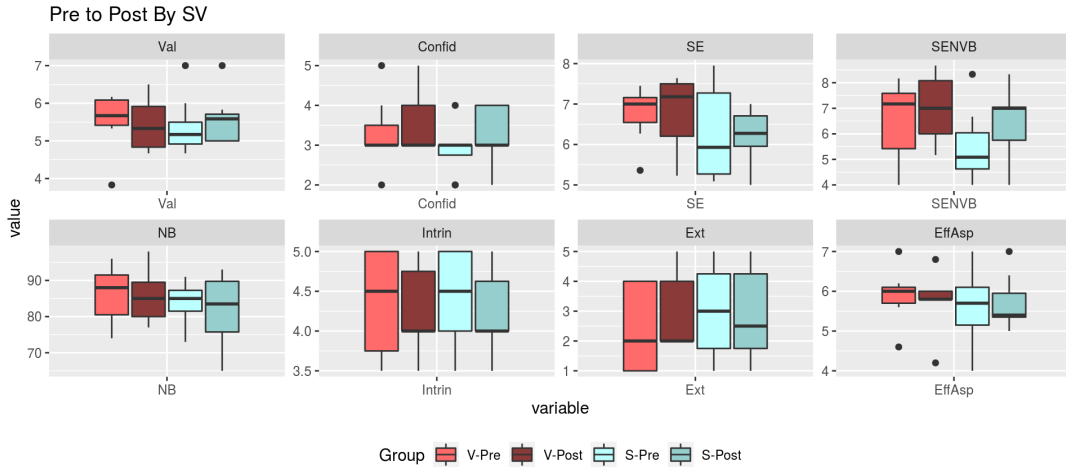 Pre to Post By SV
Val Confid SE SENVB
7 6 5 4
5 4 3 2
8 7 6 5
8 7 6 5 4
Val Confid SE SENVB
value
NB Intrin Ext EffAsp
90 80 70
5.0 4.5 4.0 3.5
5 4 3 2 1
7 6 5 4
NB Intrin Ext EffAsp
variable
Group V-Pre V-Post S-Pre S-Post